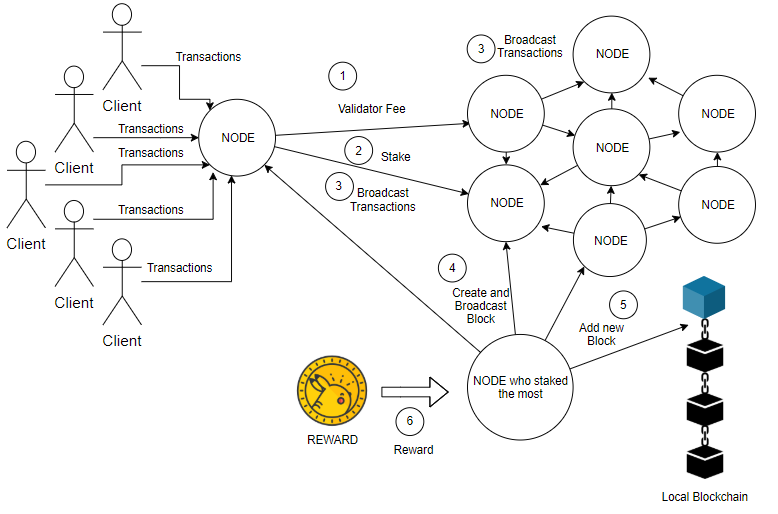 Client
Client
Client
Client
Client
Transactions
Transactions
Transactions
Transactions
Transactions
NODE
1
Validator Fee
2
Stake
3
Broadcast
Transactions
3
Broadcast
Transactions
NODE
NODE
NODE
NODE
NODE
NODE
NODE
4
Create and
Broadcast
Block
5
Add new
Block
NODE who staked
the most
6
Reward
REWARD
Local Blockchain